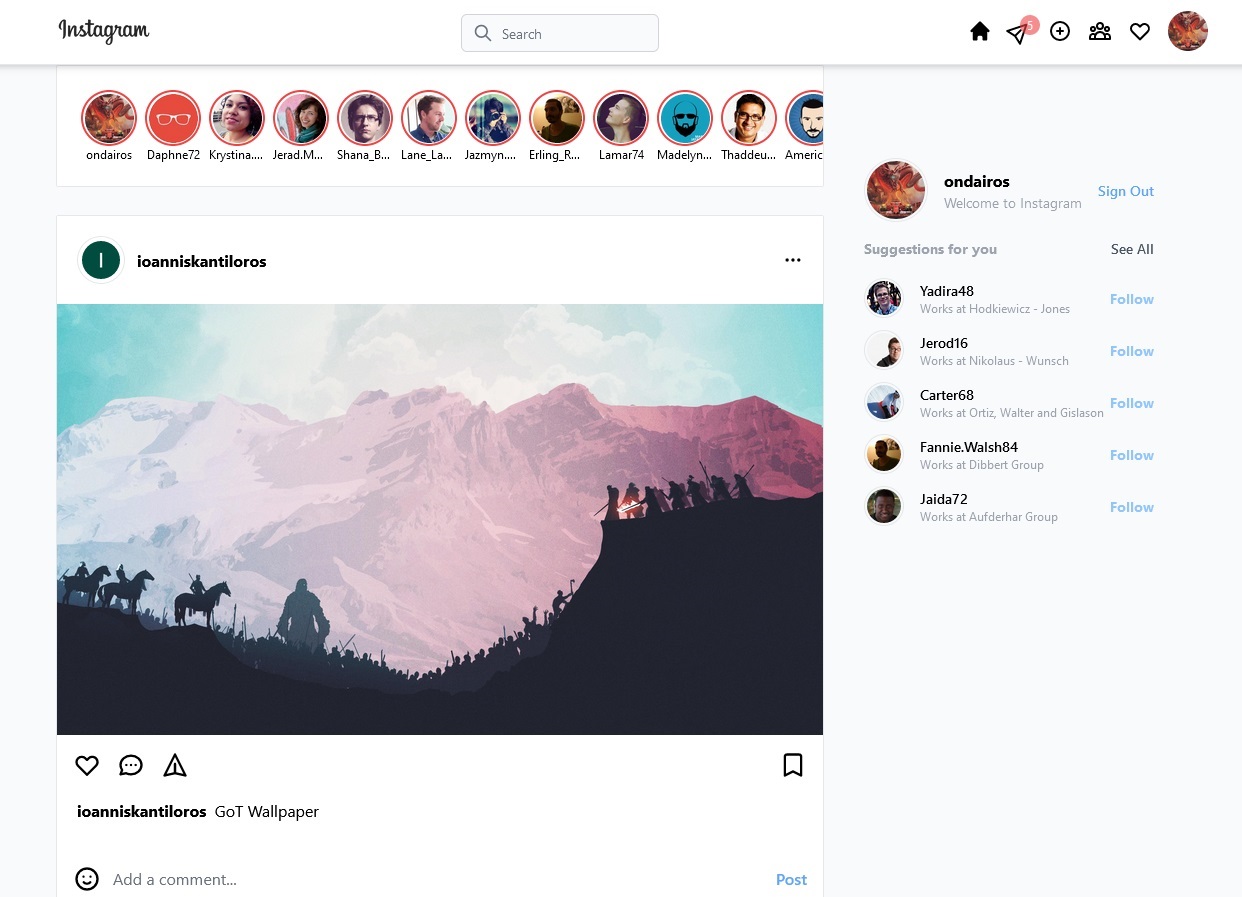 Instagram
Search
5
ondairos
Daphne72
Krystina....
Jerad.M...
Shana_B...
Lane_La...
Jazmyn....
Erling_R...
Lamar74
Madelyn...
Thaddeu...
Americ
I
ioanniskantiloros
GoT Wallpaper
ioanniskantiloros GoT Wallpaper
Add a comment...
Post
ondairos
Welcome to Instagram
Sign Out
Suggestions for you
See All
Yadira48
Works at Hodkiewicz - Jones
Follow
Jerod16
Works at Nikolaus - Wunsch
Follow
Carter68
Works at Ortiz, Walter and Gislason
Follow
Fannie.Walsh84
Works at Dibbert Group
Follow
Jaida72
Works at Aufderhar Group
Follow